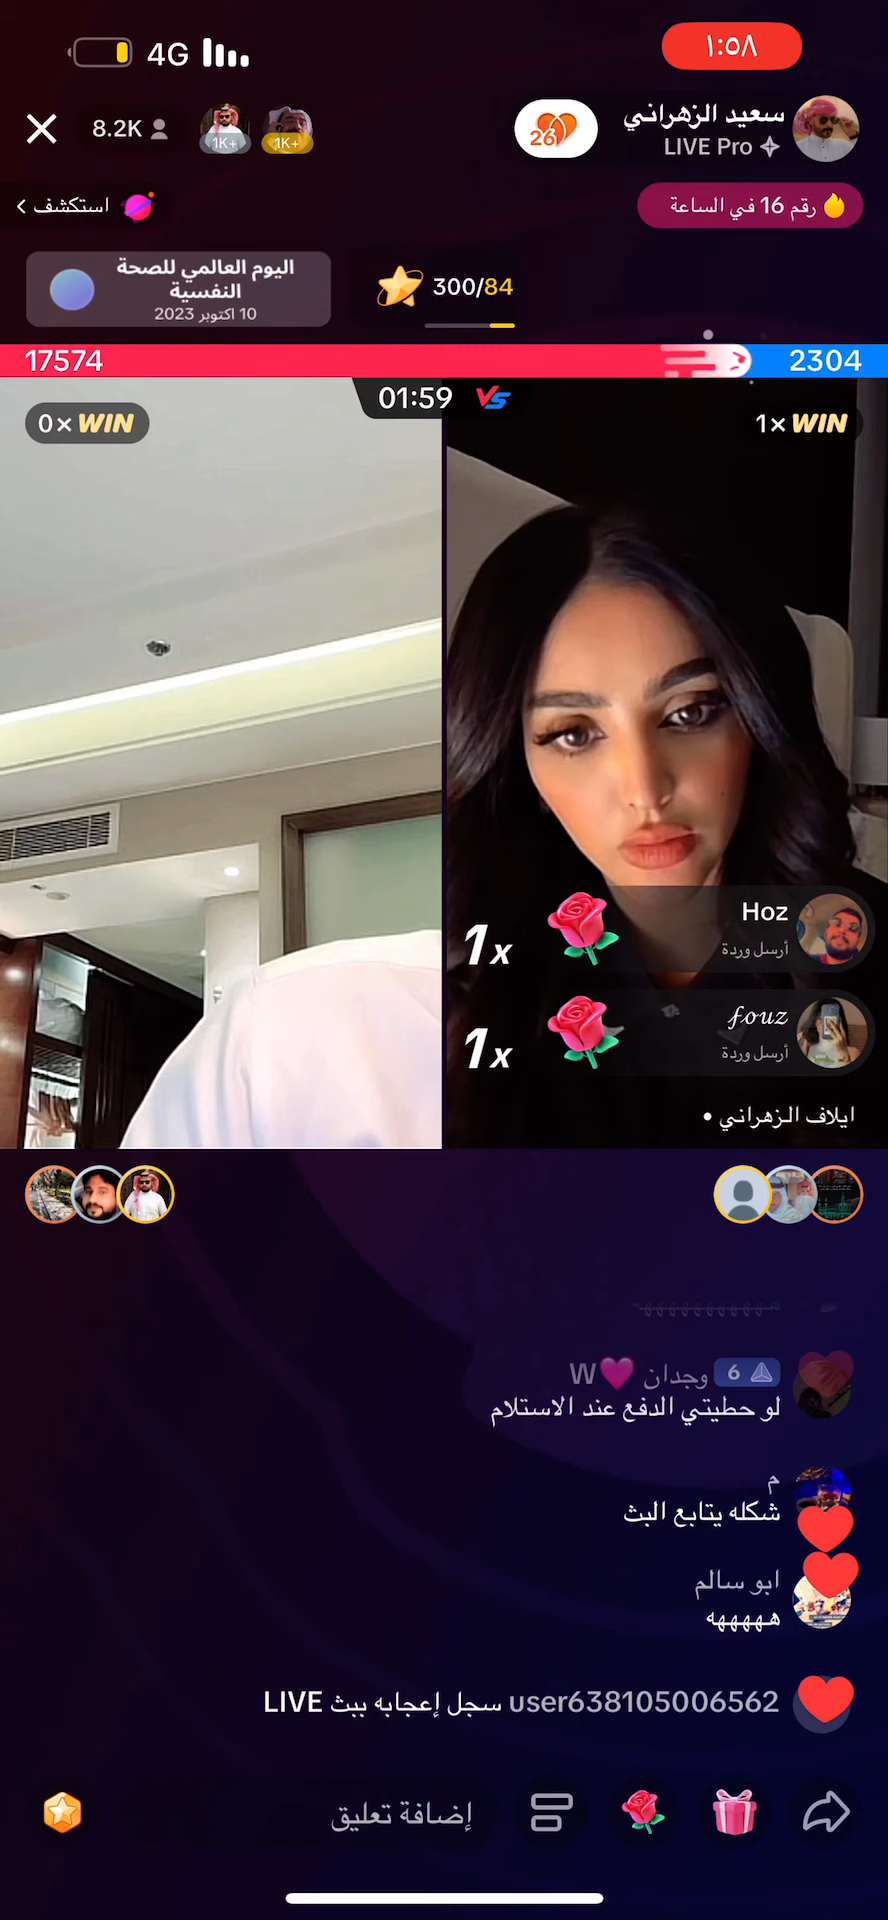 4G
١:٥٨
سعيد الزهراني
LIVE Pro
26
1K+
1K+
8.2K
رقم 16 في الساعة
استكشف
300/84
اليوم العالمي للصحة
النفسية
10 اكتوبر 2023
17574
2304
01:59
VS
0× WIN
1× WIN
Hoz
أرسل وردة
1x
fouz
أرسل وردة
1x
ايلاف الزهراني •
6 وجدان W
لو حطيتي الدفع عند الاستلام
م
شكله يتابع البث
ابو سالم
هههههه
user638105006562 سجل إعجابه ببث LIVE
إضافة تعليق